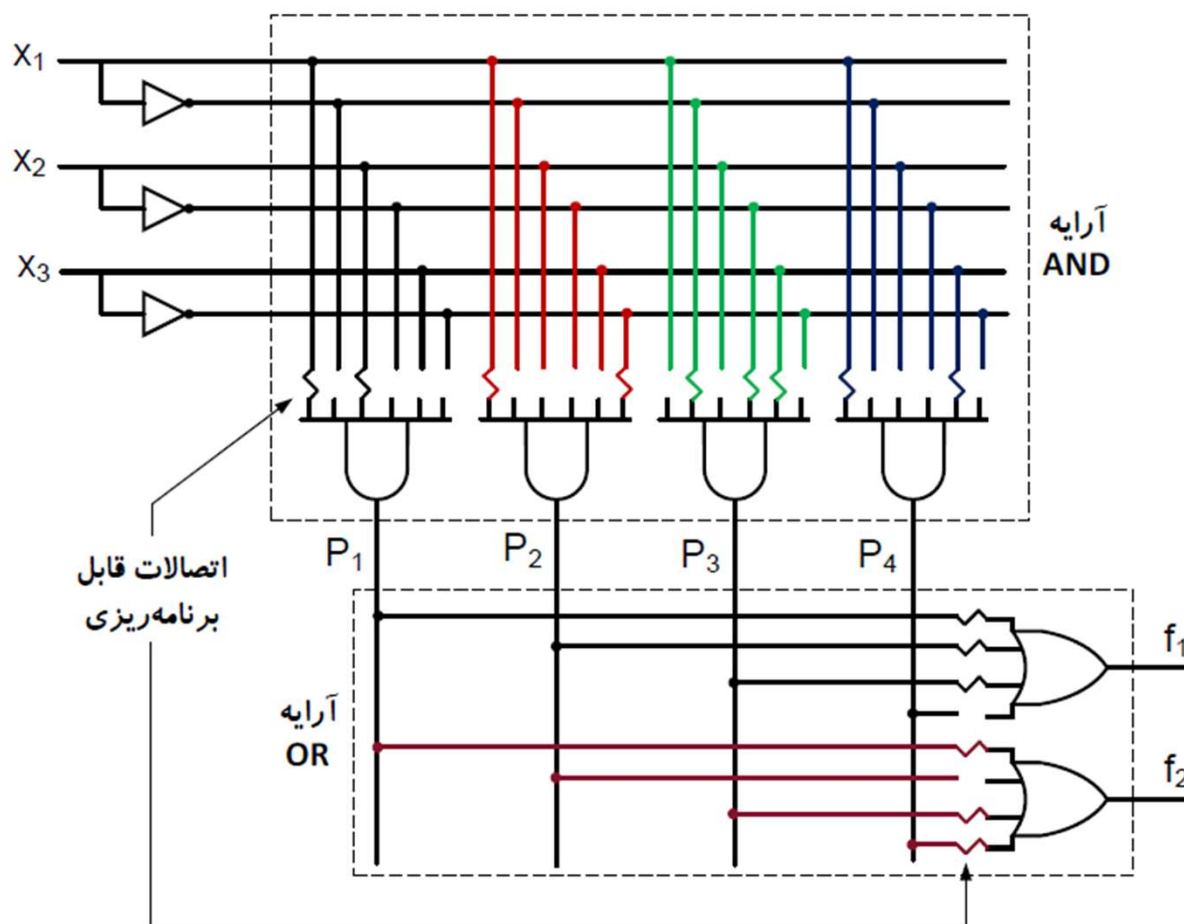 X₁
X₂
X₃
آرایه
AND
P₁ P₂ P₃ P₄
اتصالات قابل
برنامه‌ریزی
آرایه
OR
f₁
f₂